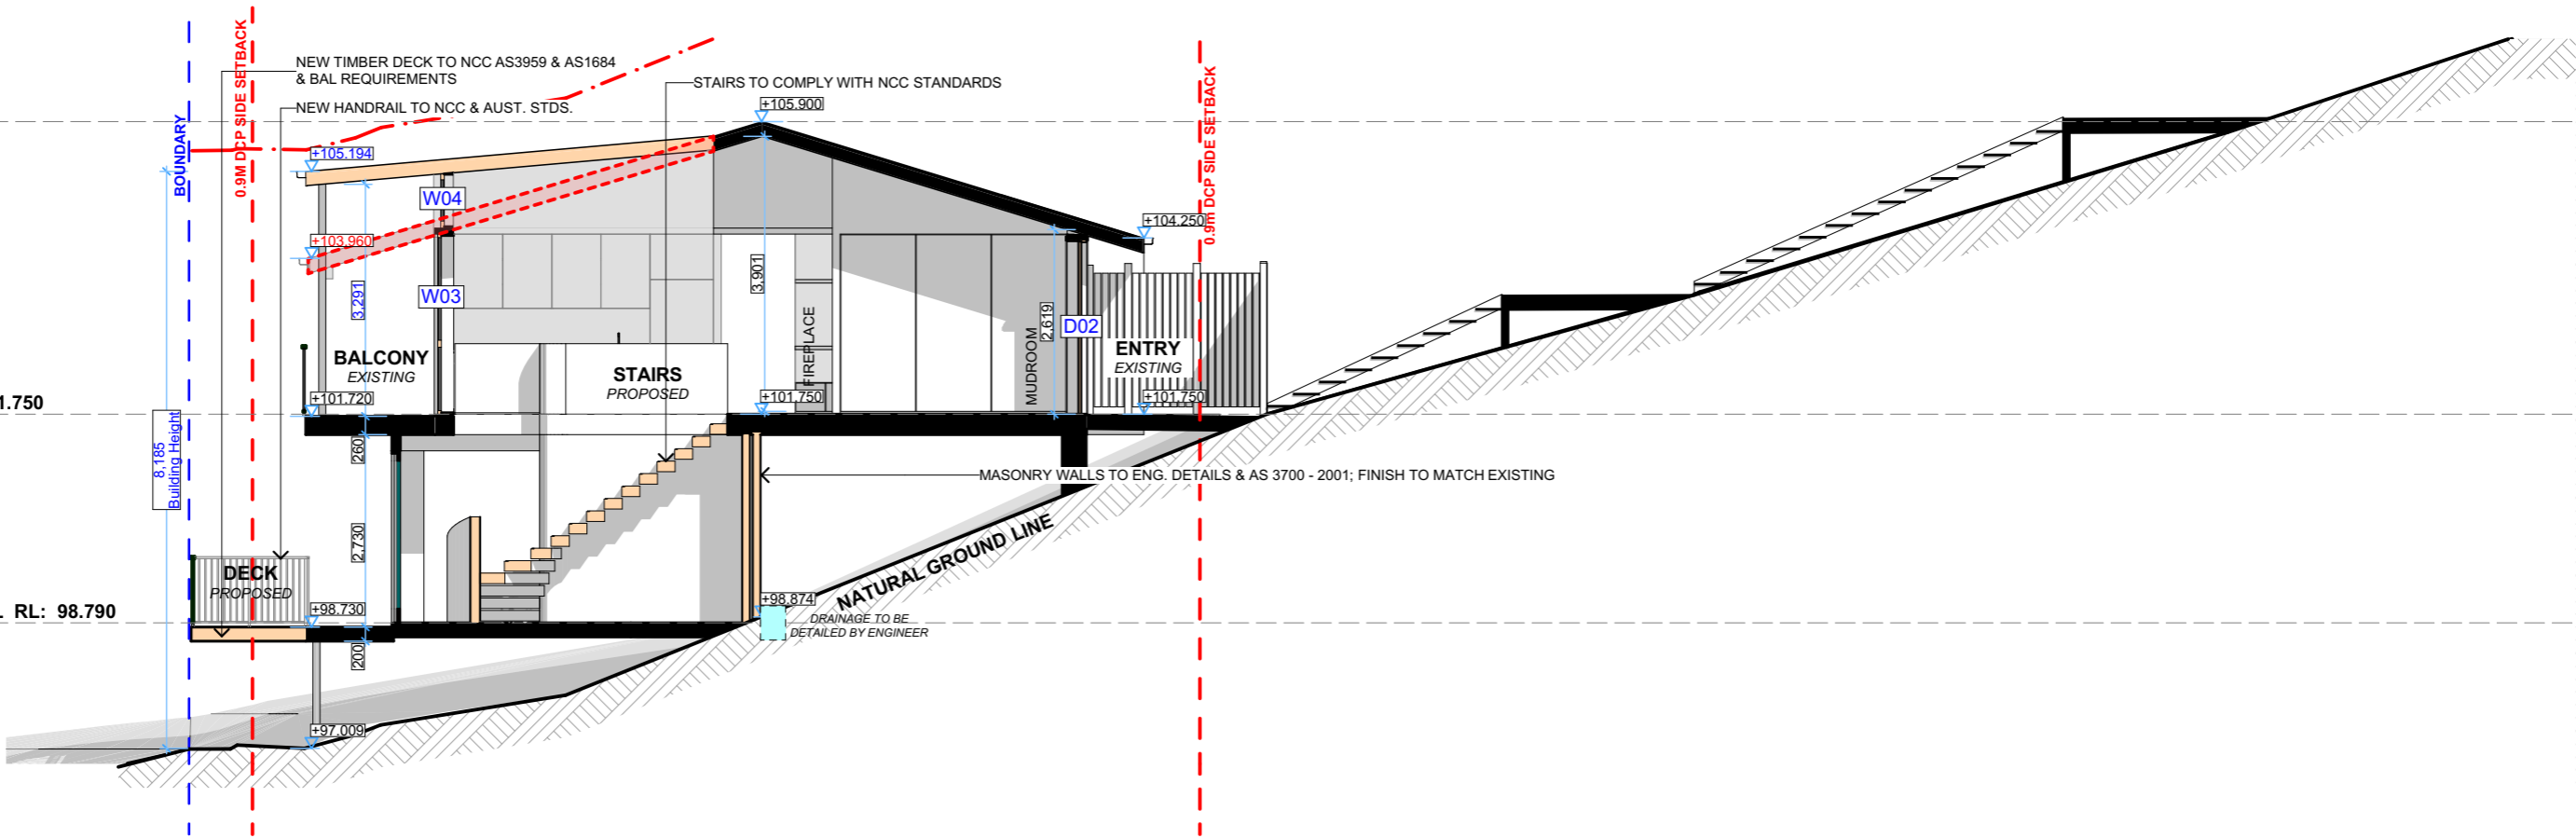 NEW TIMBER DECK TO NCC AS3959 & AS1684
& BAL REQUIREMENTS
NEW HANDRAIL TO NCC & AUST. STDS.
STAIRS TO COMPLY WITH NCC STANDARDS
BOUNDARY
0.9M DCP SIDE SETBACK
0.9m DCP SIDE SETBACK
+105.900
+105.194
+104.250
+103.960
W04
W03
3,291
3,901
2,619
FIREPLACE
MUDROOM
D02
BALCONY
EXISTING
STAIRS
PROPOSED
ENTRY
EXISTING
+101.720
+101.750
+101.750
1.750
8,185
Building Height
260
MASONRY WALLS TO ENG. DETAILS & AS 3700 - 2001; FINISH TO MATCH EXISTING
2,730
NATURAL GROUND LINE
DECK
PROPOSED
+98.730
+98.874
RL: 98.790
DRAINAGE TO BE
DETAILED BY ENGINEER
200
+97.009